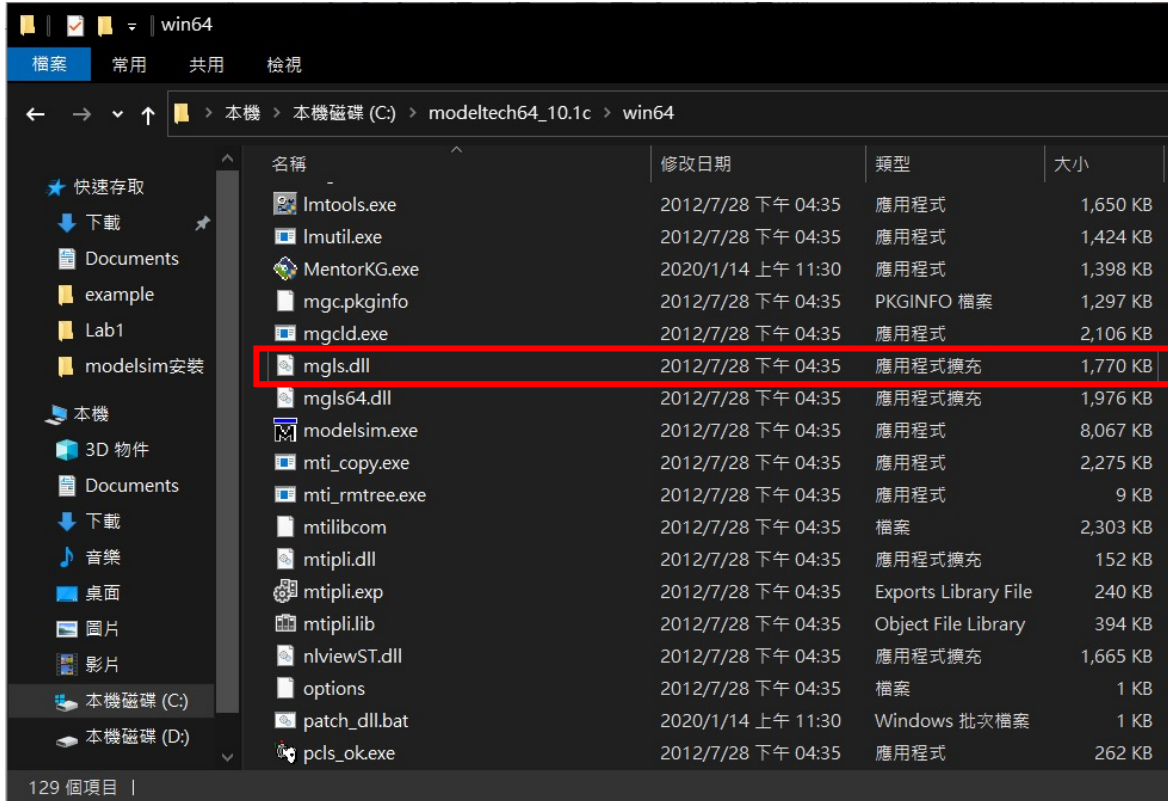 win64
檔案 常用 共用 檢視
本機 > 本機磁碟 (C:) > modeltech64_10.1c > win64
名稱 修改日期 類型 大小
快速存取
下載
Documents
example
Lab1
modelsim安裝
本機
3D 物件
Documents
下載
音樂
桌面
圖片
影片
本機磁碟 (C:)
本機磁碟 (D:)
lmtools.exe 2012/7/28 下午 04:35 應用程式 1,650 KB
lmutil.exe 2012/7/28 下午 04:35 應用程式 1,424 KB
MentorKG.exe 2020/1/14 上午 11:30 應用程式 1,398 KB
mgc.pkginfo 2012/7/28 下午 04:35 PKGINFO 檔案 1,297 KB
mgcld.exe 2012/7/28 下午 04:35 應用程式 2,106 KB
mgls.dll 2012/7/28 下午 04:35 應用程式擴充 1,770 KB
mgls64.dll 2012/7/28 下午 04:35 應用程式擴充 1,976 KB
modelsim.exe 2012/7/28 下午 04:35 應用程式 8,067 KB
mti_copy.exe 2012/7/28 下午 04:35 應用程式 2,275 KB
mti_rmtree.exe 2012/7/28 下午 04:35 應用程式 9 KB
mtilibcom 2012/7/28 下午 04:35 檔案 2,303 KB
mtipli.dll 2012/7/28 下午 04:35 應用程式擴充 152 KB
mtipli.exp 2012/7/28 下午 04:35 Exports Library File 240 KB
mtipli.lib 2012/7/28 下午 04:35 Object File Library 394 KB
nlviewST.dll 2012/7/28 下午 04:35 應用程式擴充 1,665 KB
options 2012/7/28 下午 04:35 檔案 1 KB
patch_dll.bat 2020/1/14 上午 11:30 Windows 批次檔案 1 KB
pcls_ok.exe 2012/7/28 下午 04:35 應用程式 262 KB
129 個項目